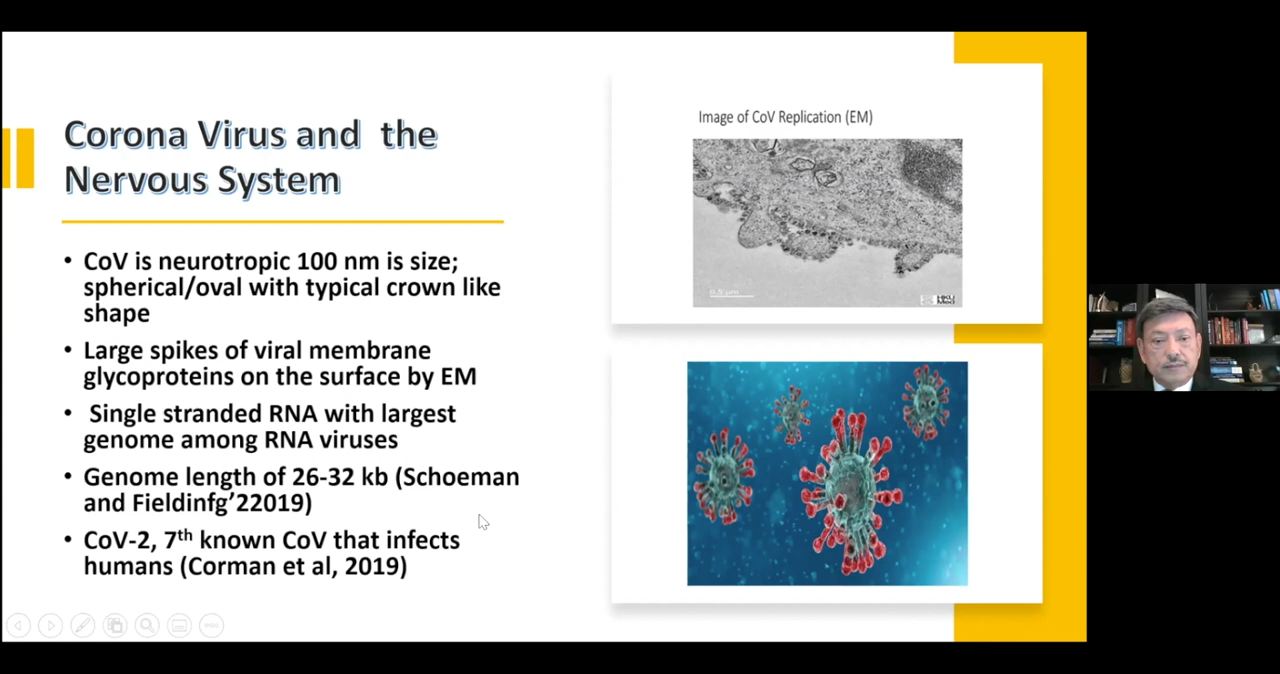 Corona Virus and the
Nervous System
• CoV is neurotropic 100 nm is size;
spherical/oval with typical crown like
shape
• Large spikes of viral membrane
glycoproteins on the surface by EM
• Single stranded RNA with largest
genome among RNA viruses
• Genome length of 26-32 kb (Schoeman
and Fieldinfg’22019)
• CoV-2, 7th known CoV that infects
humans (Corman et al, 2019)
Image of CoV Replication (EM)
HKU
Med